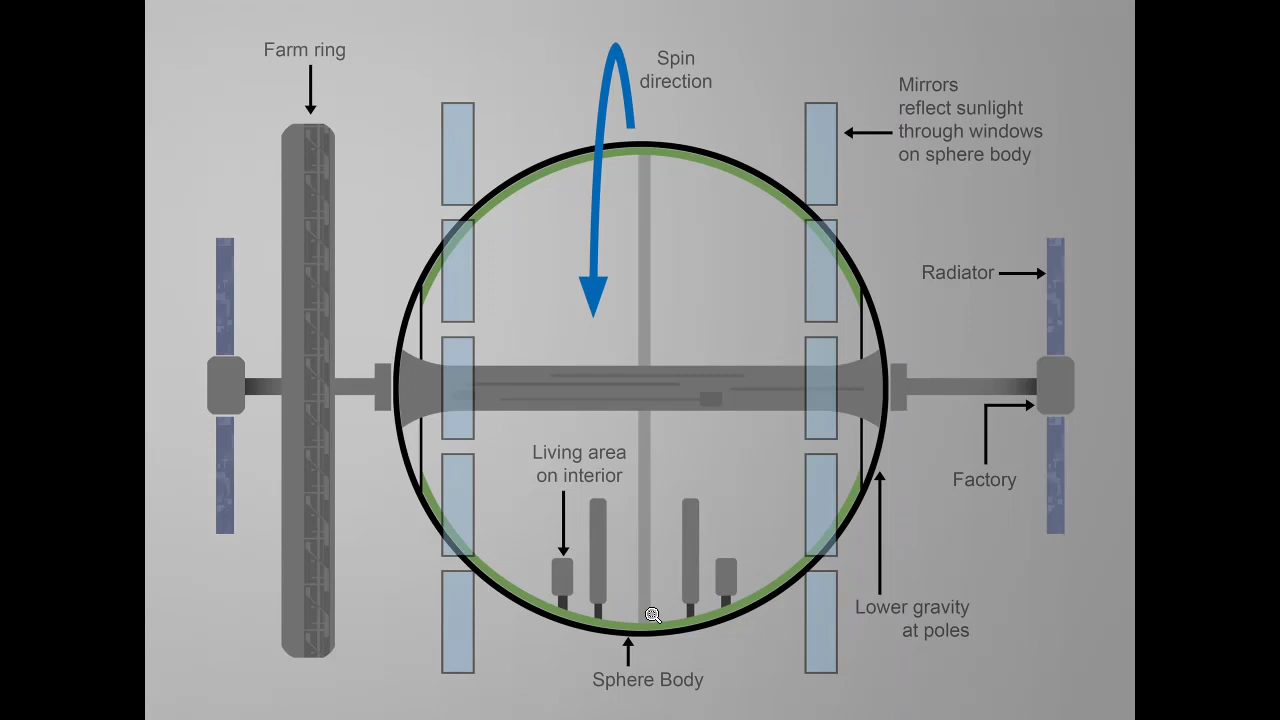 Farm ring
Spin
direction
Mirrors
reflect sunlight
through windows
on sphere body
Radiator
Living area
on interior
Factory
Lower gravity
at poles
Sphere Body